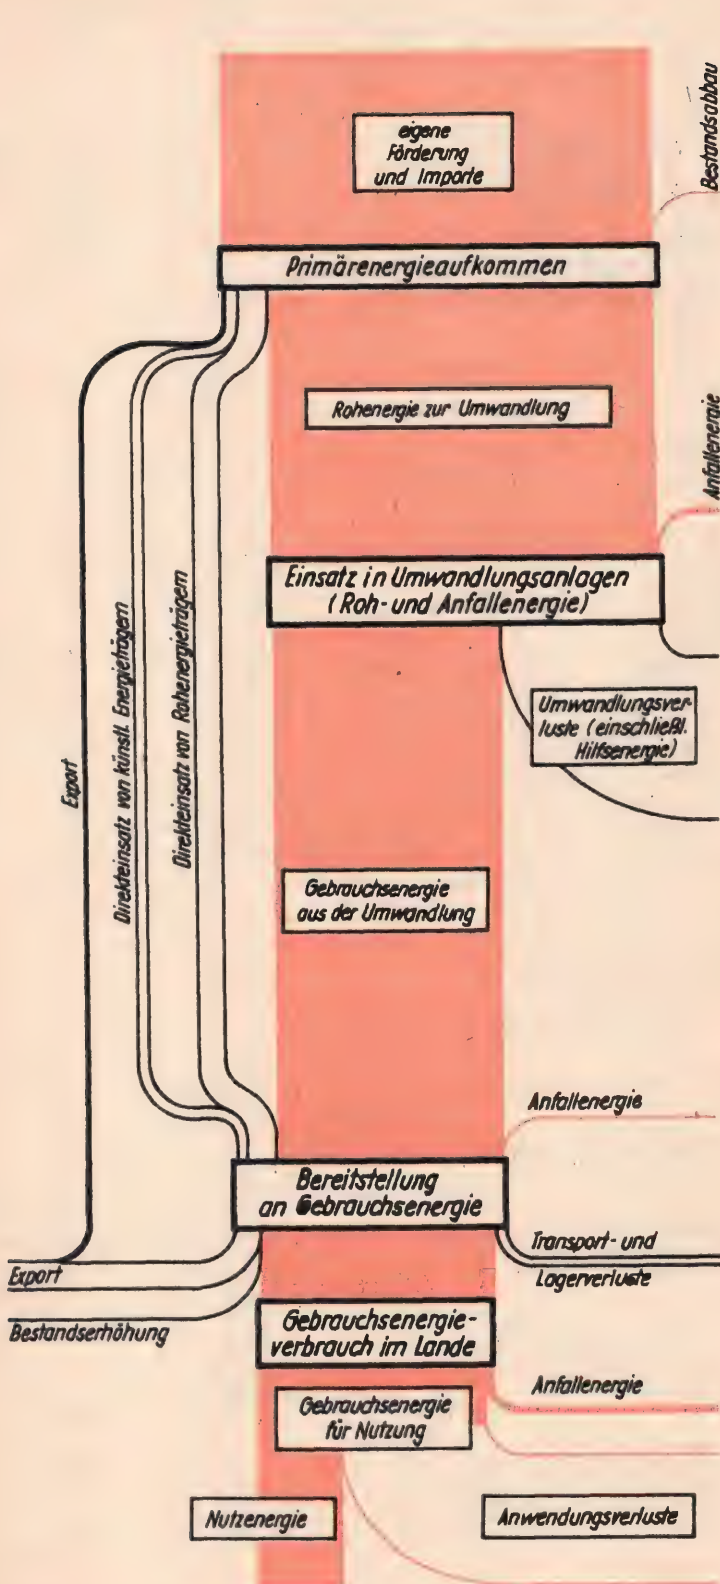 Bestandsabbau
eigene
Förderung
und Importe
Primärenergieaufkommen
Rohenergie zur Umwandlung
Anfallenergie
Einsatz in Umwandlungsanlagen
(Roh- und Anfallenergie)
Umwandlungsver-
luste (einschließl.
Hilfsenergie)
Export
Direkteinsatz von künstl. Energieträgern
Direkteinsatz von Rohenergieträgern
Gebrauchsenergie
aus der Umwandlung
Anfallenergie
Bereitstellung
an Gebrauchsenergie
Transport- und
Lagerverluste
Export
Bestandserhöhung
Gebrauchsenergie-
verbrauch im Lande
Anfallenergie
Gebrauchsenergie
für Nutzung
Nutzenergie
Anwendungsverluste